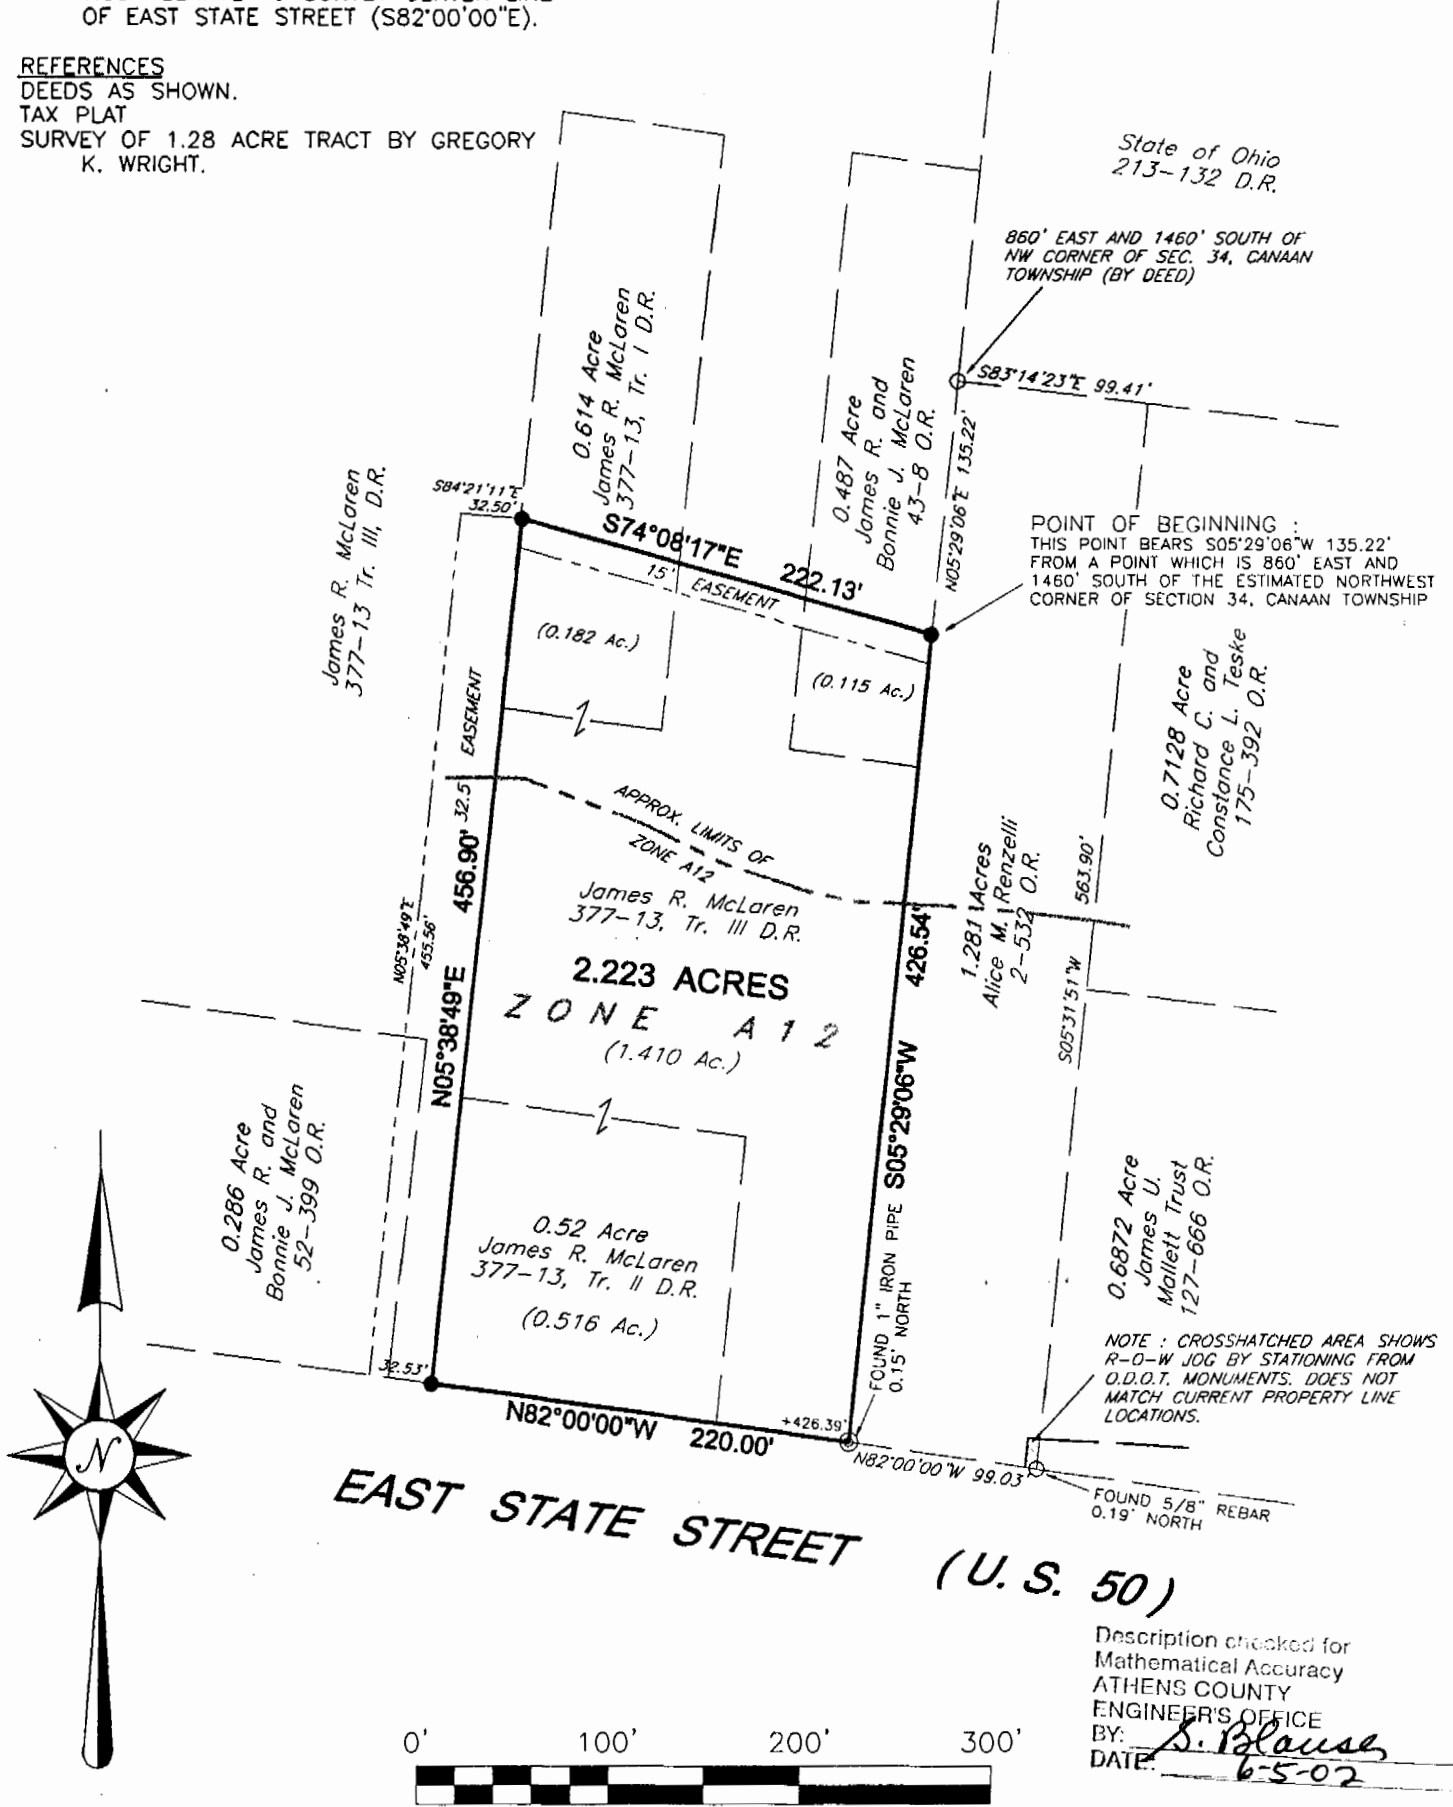 OF EAST STATE STREET (S82°00'00"E).
REFERENCES
DEEDS AS SHOWN.
TAX PLAT
SURVEY OF 1.28 ACRE TRACT BY GREGORY
K. WRIGHT.
State of Ohio
213-132 D.R.
860' EAST AND 1460' SOUTH OF
NW CORNER OF SEC. 34, CANAAN
TOWNSHIP (BY DEED)
S83°14'23"E 99.41'
0.614 Acre
James R. McLaren
377-13, Tr. I D.R.
0.487 Acre
James R. and
Bonnie J. McLaren
43-8 O.R.
N05°29'06"E 135.22'
James R. McLaren
377-13 Tr. III, D.R.
S84°21'11"E
32.50'
S74°08'17"E 222.13'
15' EASEMENT
POINT OF BEGINNING :
THIS POINT BEARS S05°29'06"W 135.22'
FROM A POINT WHICH IS 860' EAST AND
1460' SOUTH OF THE ESTIMATED NORTHWEST
CORNER OF SECTION 34, CANAAN TOWNSHIP
(0.182 Ac.)
(0.115 Ac.)
0.7128 Acre
Richard C. and
Constance L. Teske
175-392 O.R.
32.5' EASEMENT
APPROX. LIMITS OF
ZONE A12
James R. McLaren
377-13, Tr. III D.R.
2.223 ACRES
ZONE A12
(1.410 Ac.)
N05°38'49"E 456.90'
N05°38'49"E
455.56'
1.281 Acres
Alice M. Renzelli
2-532 O.R.
S05°31'51"W 563.90'
S05°29'06"W 426.54'
0.286 Acre
James R. and
Bonnie J. McLaren
52-399 O.R.
0.52 Acre
James R. McLaren
377-13, Tr. II D.R.
(0.516 Ac.)
FOUND 1" IRON PIPE
0.15' NORTH
0.6872 Acre
James U.
Mallett Trust
127-666 O.R.
NOTE : CROSSHATCHED AREA SHOWS
R-O-W JOG BY STATIONING FROM
O.D.O.T. MONUMENTS. DOES NOT
MATCH CURRENT PROPERTY LINE
LOCATIONS.
32.53'
N82°00'00"W 220.00'
+426.39'
N82°00'00"W 99.03'
FOUND 5/8" REBAR
0.19' NORTH
N
EAST STATE STREET (U. S. 50)
Description checked for
Mathematical Accuracy
ATHENS COUNTY
ENGINEER'S OFFICE
BY: S. Blauser
DATE: 6-5-02
0' 100' 200' 300'